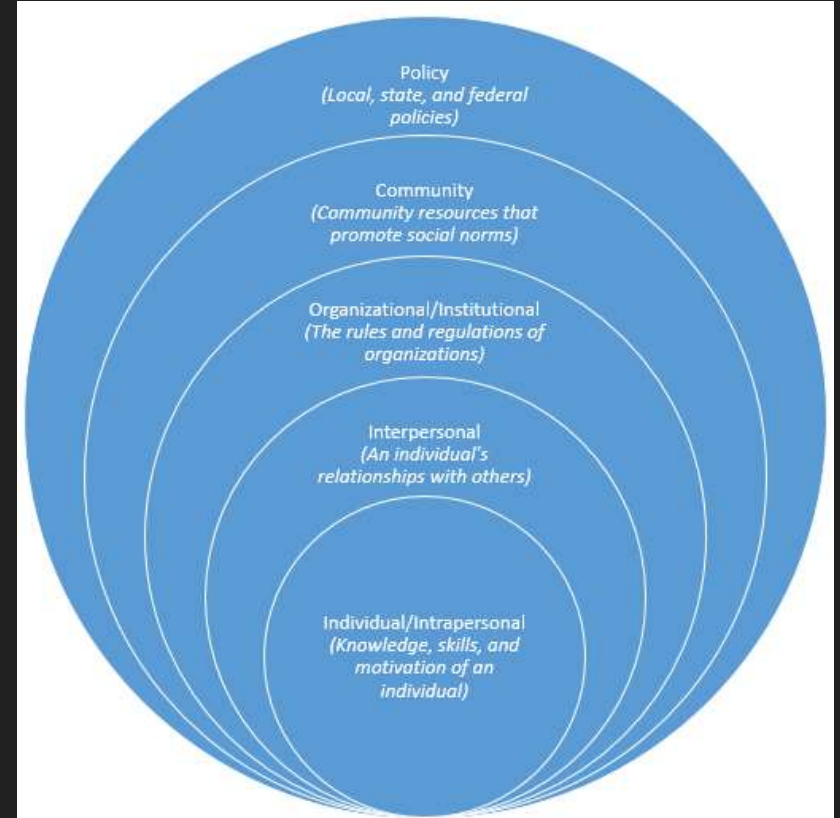 Policy
(Local, state, and federal
policies)
Community
(Community resources that
promote social norms)
Organizational/Institutional
(The rules and regulations of
organizations)
Interpersonal
(An individual's
relationships with others)
Individual/Intrapersonal
(Knowledge, skills, and
motivation of an
individual)